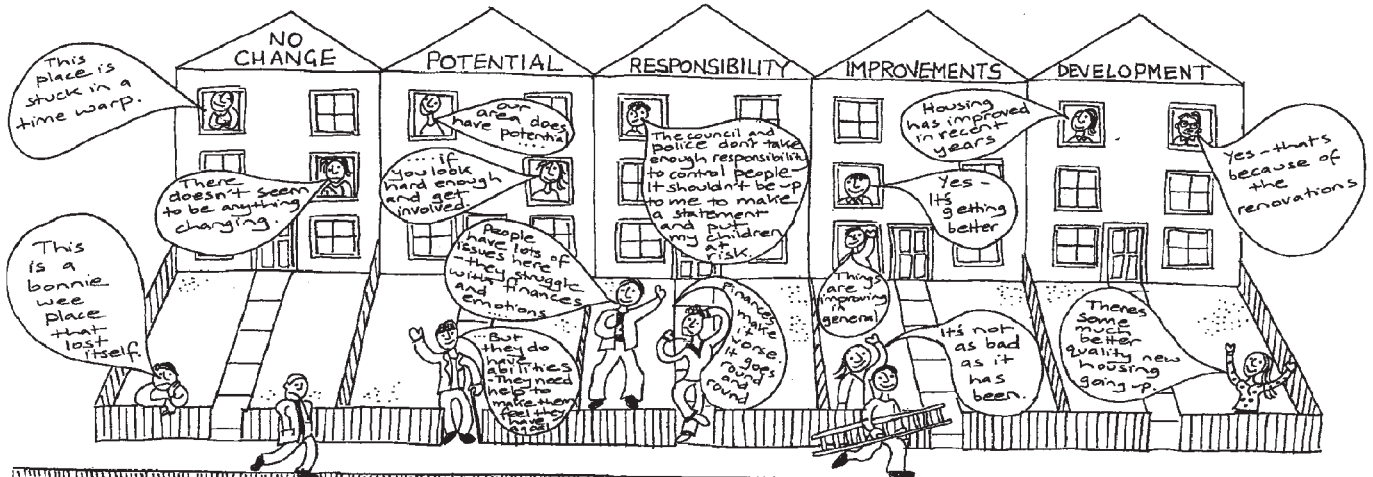 NO
CHANGE
POTENTIAL
RESPONSIBILITY
IMPROVEMENTS
DEVELOPMENT
This
place is
stuck in a
time warp.
There
doesn't seem
to be anything
changing.
This
is a
bonnie
wee
place
that
lost
itself.
our
area does
have potential
......
....if
you look
hard enough
and get
involved.
People
have lots of
issues here
- they struggle
with finances
and
emotions...
...But
they do
have
abilities
- They need
help to
make them
feel they
have
The council and
police don't take
enough responsibility
to control people-
It shouldn't be up
to me to make
a statement
and put
my children
at
risk.
Finances
make
it
worse.
It goes
round
and
round
Housing
has improved
in recent
years
Yes-
It's
getting
better
Things
are
improving
in
general
It's not
as bad
as it
has
been.
Yes - thats
because of
the
renovations
Theres
some
much
better
quality new
housing
going up.